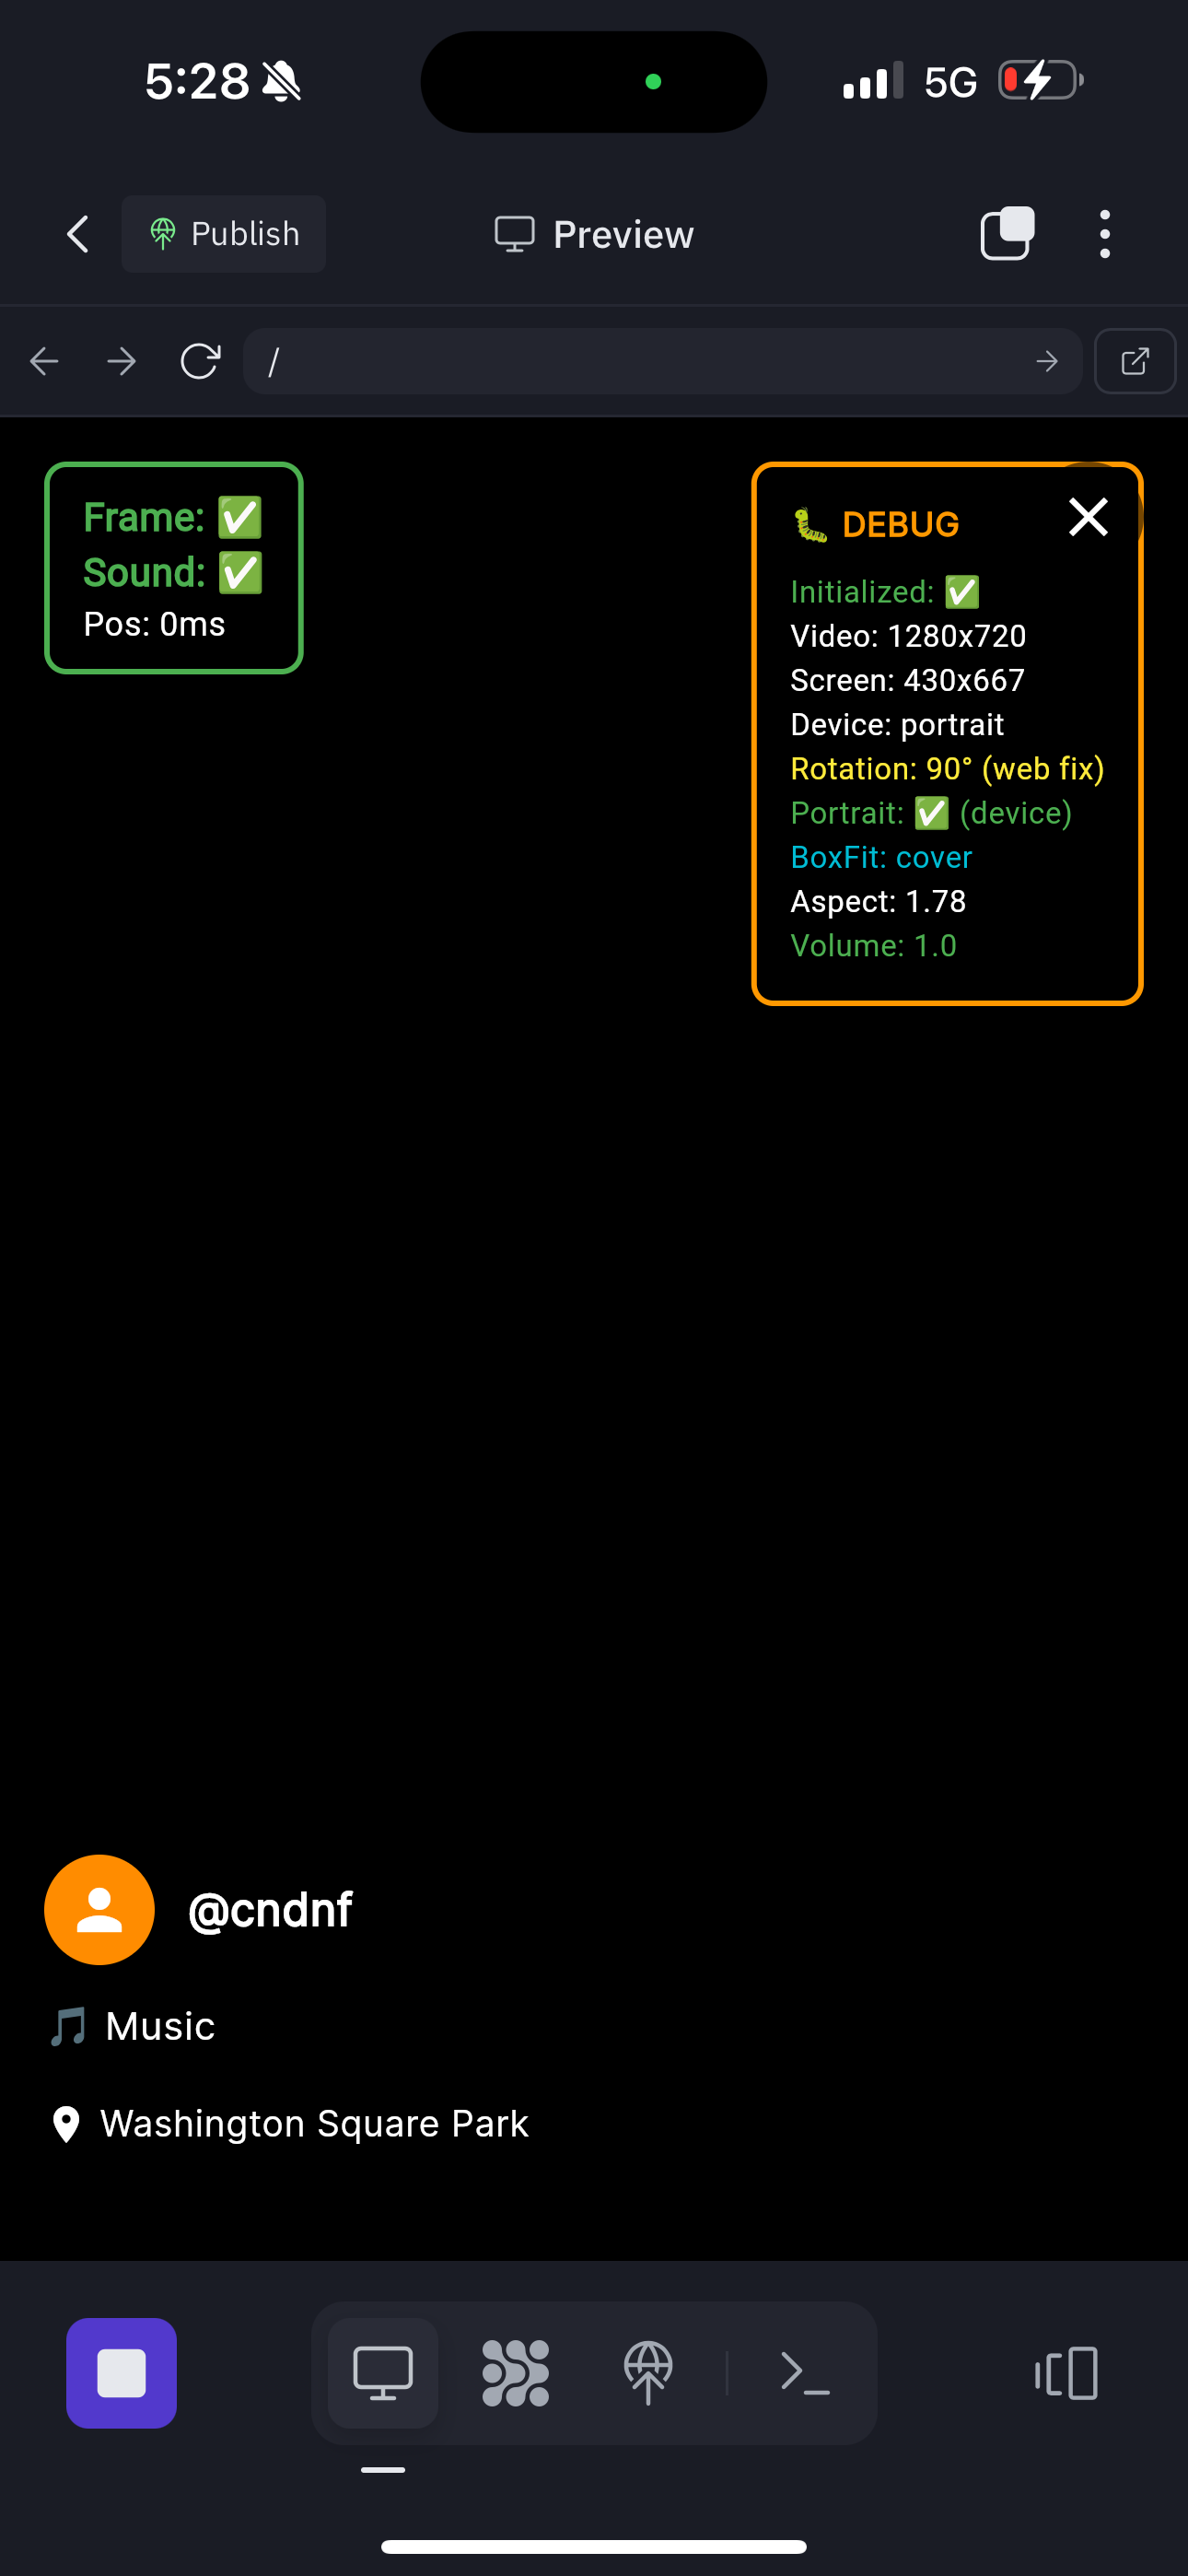 5:28
5G
Publish
Preview
/
Frame: ✅
Sound: ✅
Pos: 0ms
🐛 DEBUG
Initialized: ✅
Video: 1280x720
Screen: 430x667
Device: portrait
Rotation: 90° (web fix)
Portrait: ✅ (device)
BoxFit: cover
Aspect: 1.78
Volume: 1.0
@cndnf
🎵 Music
Washington Square Park